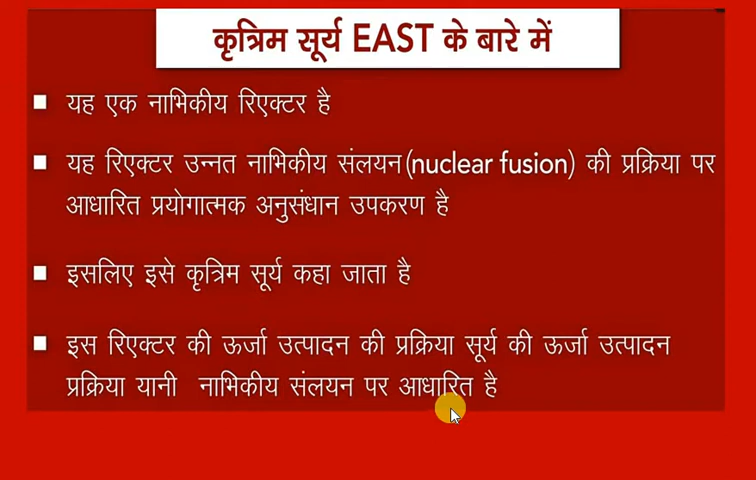 कृत्रिम सूर्य EAST के बारे में
यह एक नाभिकीय रिएक्टर है
यह रिएक्टर उन्नत नाभिकीय संलयन(nuclear fusion) की प्रक्रिया पर
आधारित प्रयोगात्मक अनुसंधान उपकरण है
इसलिए इसे कृत्रिम सूर्य कहा जाता है
इस रिएक्टर की ऊर्जा उत्पादन की प्रक्रिया सूर्य की ऊर्जा उत्पादन
प्रक्रिया यानी नाभिकीय संलयन पर आधारित है